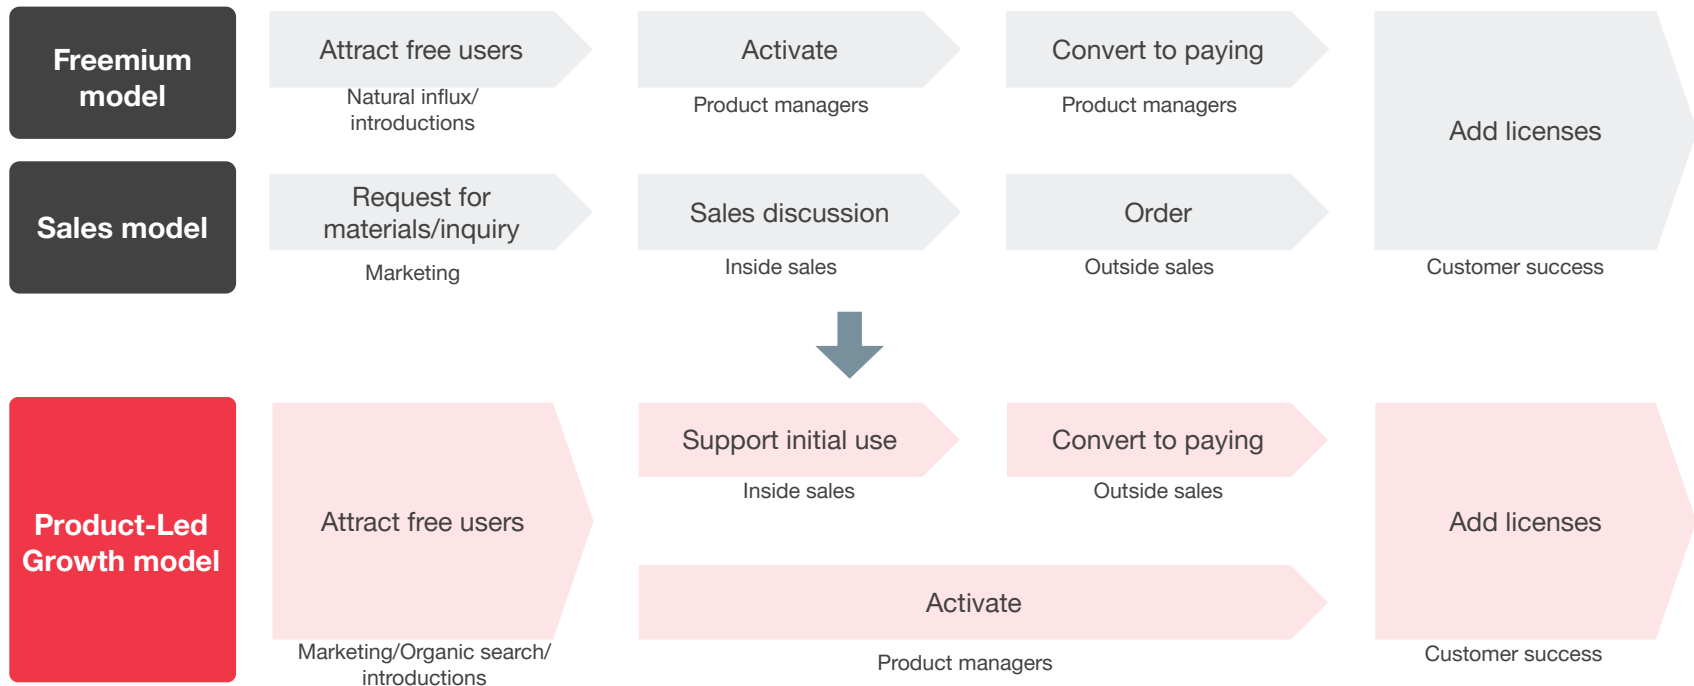 Freemium
model
Attract free users
Natural influx/
introductions
Activate
Product managers
Convert to paying
Product managers
Add licenses
Customer success
Sales model
Request for
materials/inquiry
Marketing
Sales discussion
Inside sales
Order
Outside sales
Product-Led
Growth model
Attract free users
Marketing/Organic search/
introductions
Support initial use
Inside sales
Convert to paying
Outside sales
Activate
Product managers
Add licenses
Customer success